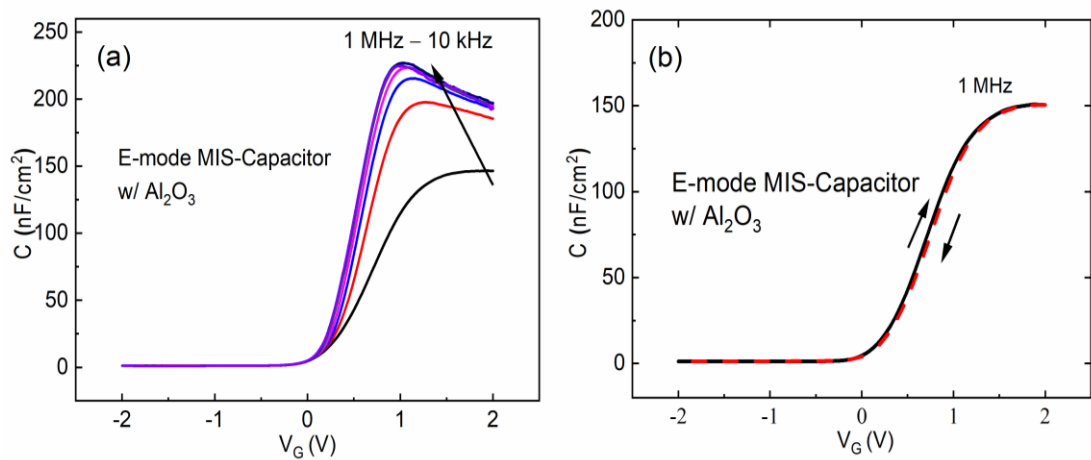 (a)
1 MHz – 10 kHz
E-mode MIS-Capacitor
w/ Al₂O₃
C (nF/cm²)
250
200
150
100
50
0
-2
-1
0
1
2
V_G (V)
(b)
1 MHz
E-mode MIS-Capacitor
w/ Al₂O₃
C (nF/cm²)
200
150
100
50
0
-2
-1
0
1
2
V_G (V)